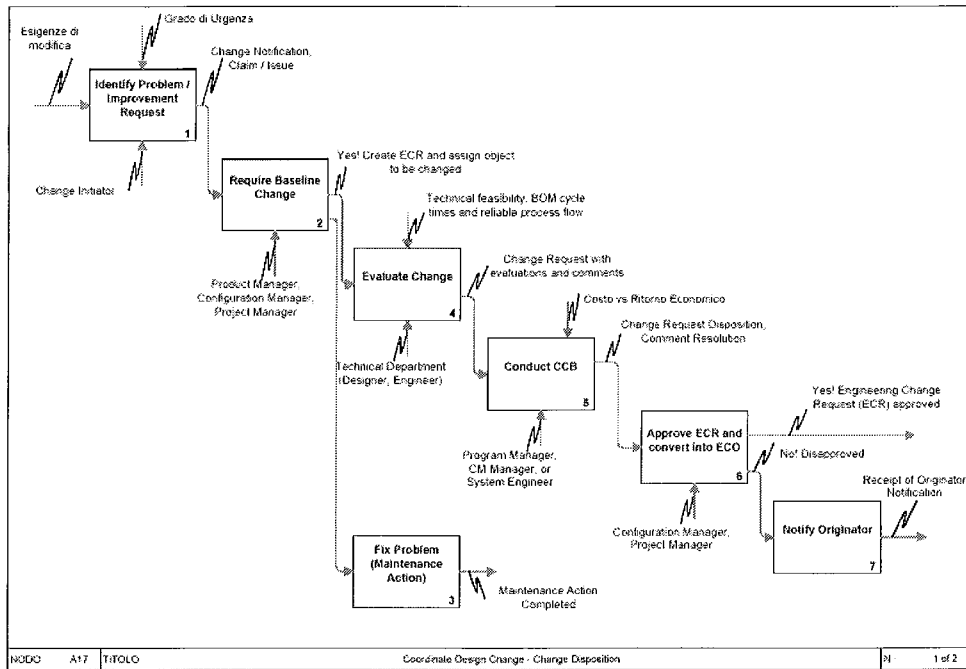 Grado di Urgenza
Esigenze di
modifica
Change Notification,
Claim / Issue
Identify Problem /
Improvement
Request
1
Change Initiator
Yes! Create ECR and assign object
to be changed
Require Baseline
Change
2
Technical feasibility, BOM cycle
times and reliable process flow
Product Manager,
Configuration Manager,
Project Manager
Evaluate Change
4
Change Request with
evaluations and comments
Costo vs Ritorno Economico
Technical Department
(Designer, Engineer)
Change Request Disposition,
Comment Resolution
Conduct CCB
5
Program Manager,
CM Manager, or
System Engineer
Yes! Engineering Change
Request (ECR) approved
Approve ECR and
convert into ECO
6
No! Disapproved
Receipt of Originator
Notification
Configuration Manager,
Project Manager
Notify Originator
7
Fix Problem
(Maintenance
Action)
3
Maintenance Action
Completed
NODO A17 TITOLO Coordinate Design Change - Change Disposition N 1 of 2